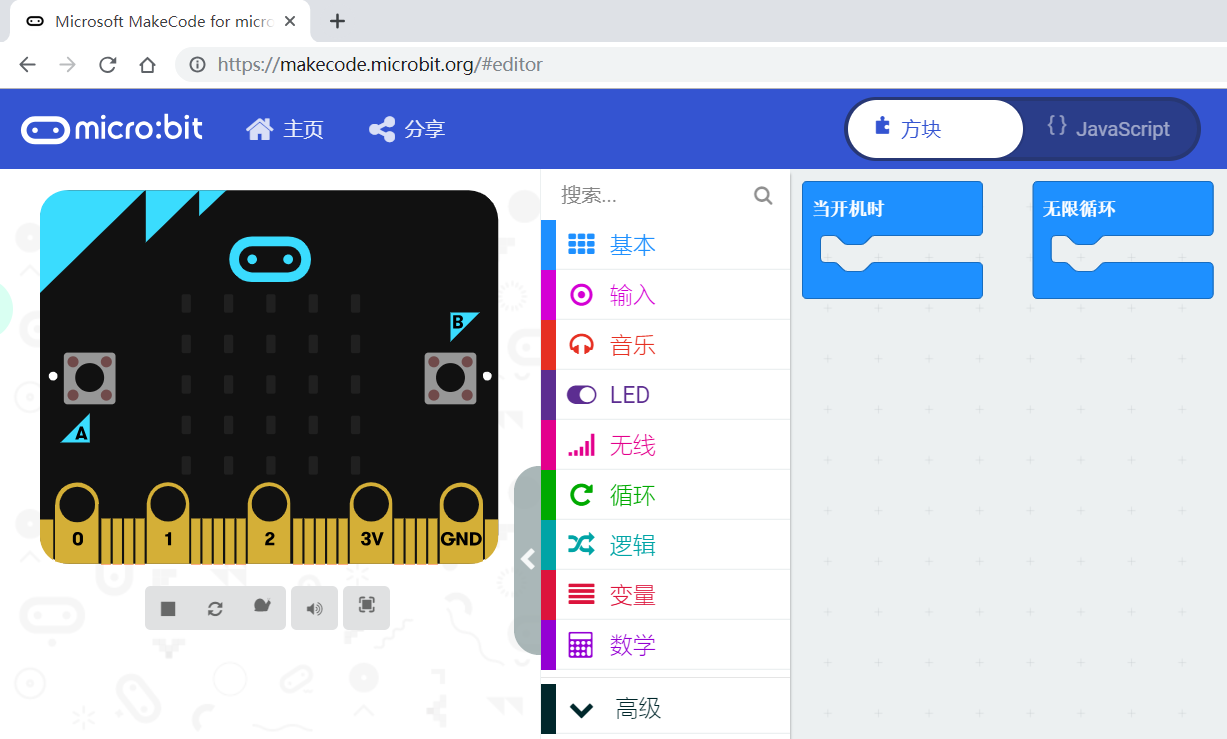 Microsoft MakeCode for micro
https://makecode.microbit.org/#editor
micro:bit 主页 分享 方块 {} JavaScript
搜索...
基本
输入
音乐
LED
无线
循环
逻辑
变量
数学
高级
当开机时
无限循环
B
A
0 1 2 3V GND